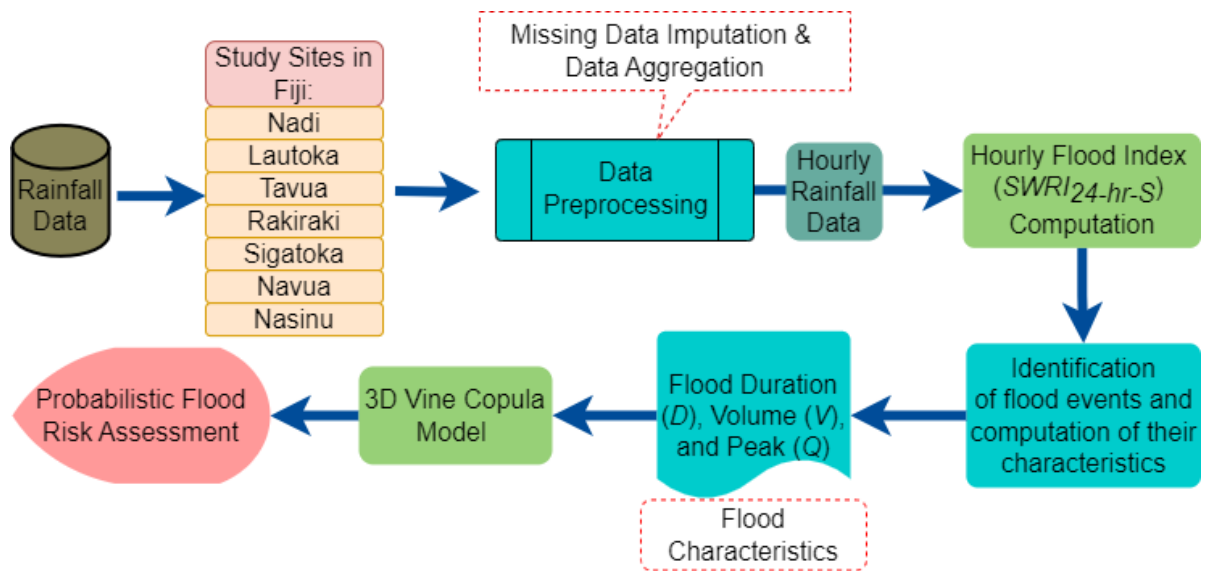 Rainfall
Data
Study Sites in
Fiji:
Nadi
Lautoka
Tavua
Rakiraki
Sigatoka
Navua
Nasinu
Missing Data Imputation &
Data Aggregation
Data
Preprocessing
Hourly
Rainfall
Data
Hourly Flood Index
(SWRI24-hr-S)
Computation
Identification
of flood events and
computation of their
characteristics
Flood Duration
(D), Volume (V),
and Peak (Q)
Flood
Characteristics
3D Vine Copula
Model
Probabilistic Flood
Risk Assessment